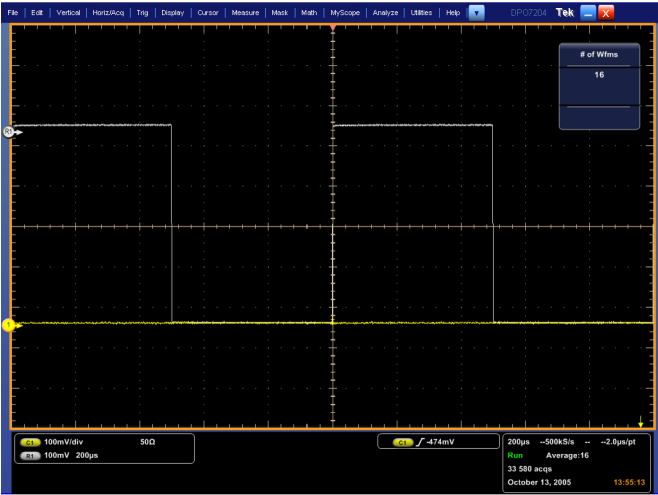 File Edit Vertical Horiz/Acq Trig Display Cursor Measure Mask Math MyScope Analyze Utilities Help DPO7204 Tek X
# of Wfms
16
R1
1
C1 100mV/div 50Ω
R1 100mV 200µs
C1 -474mV
200µs --500kS/s -- --2.0µs/pt
Run Average:16
33 580 acqs
October 13, 2005 13:55:13